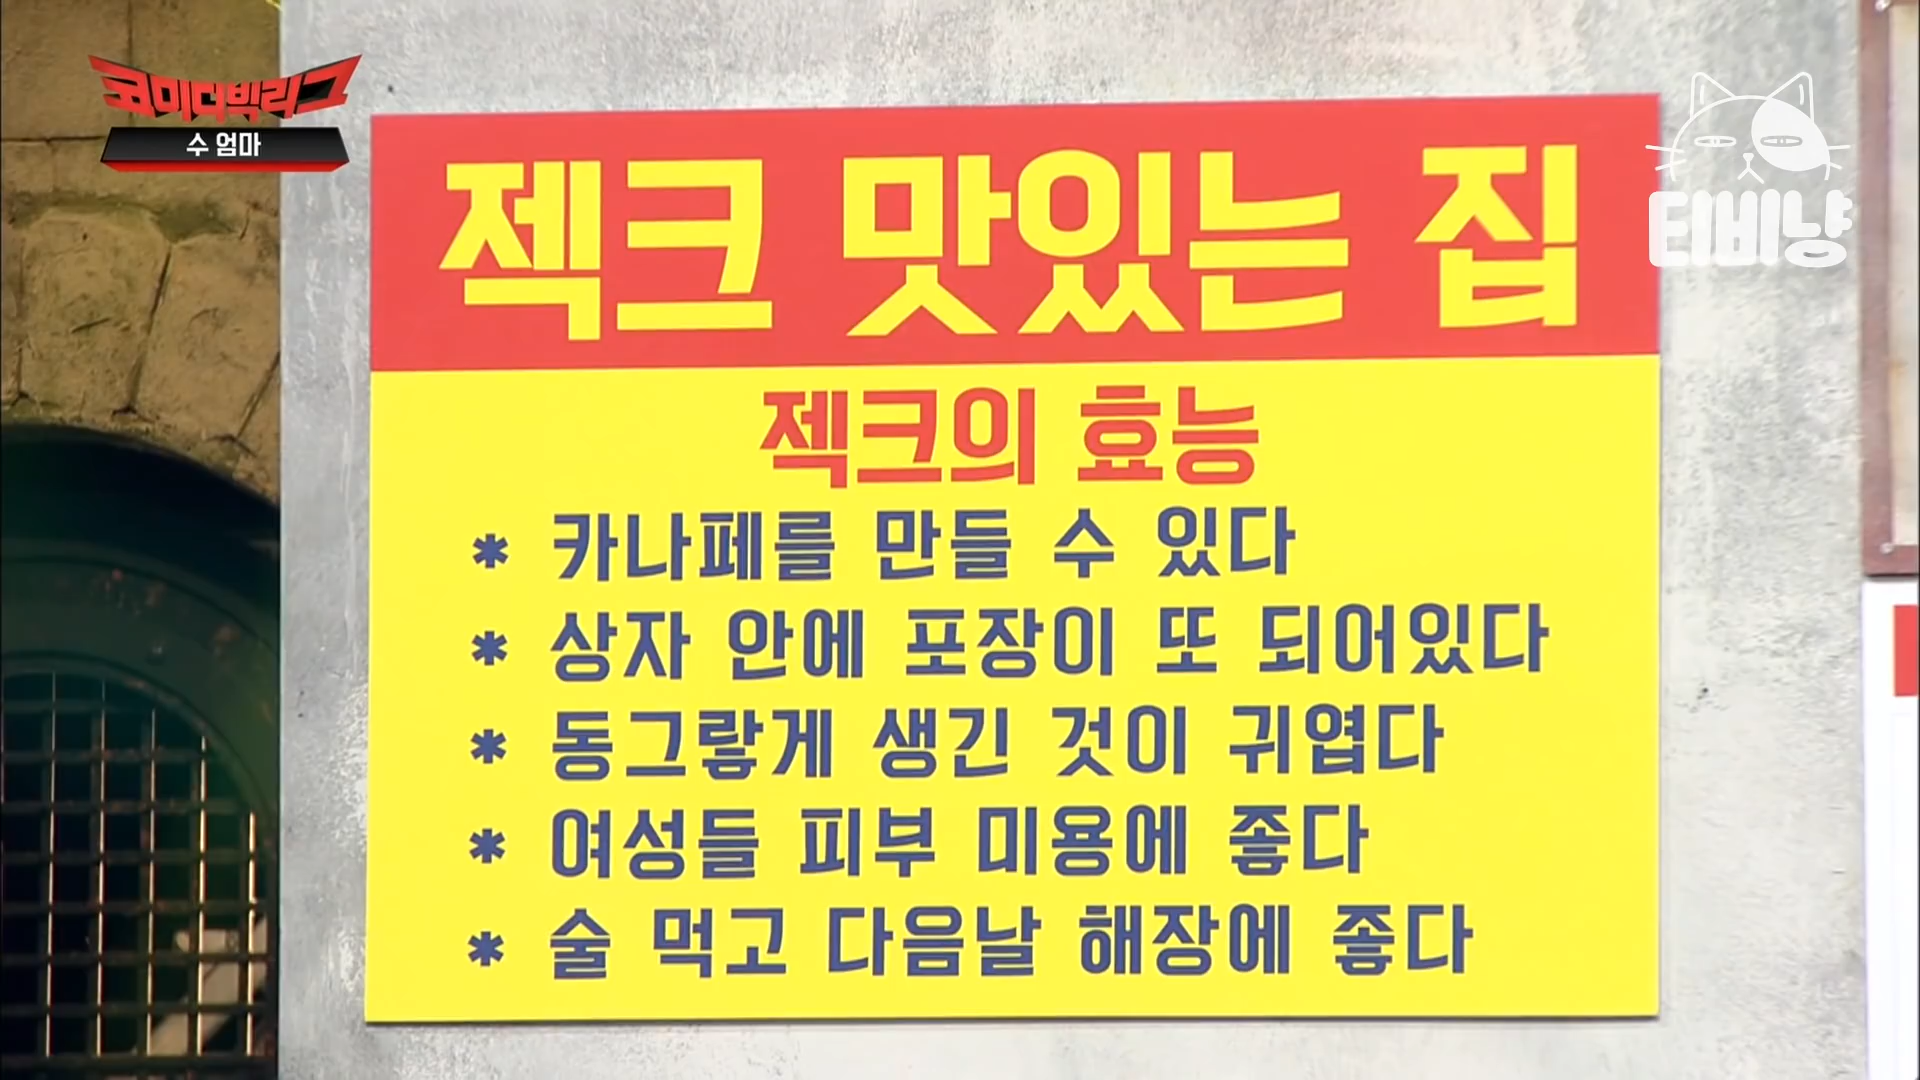 코미디빅리그
수 엄마
티비냥
젝크 맛있는 집
젝크의 효능
* 카나페를 만들 수 있다
* 상자 안에 포장이 또 되어있다
* 동그랗게 생긴 것이 귀엽다
* 여성들 피부 미용에 좋다
* 술 먹고 다음날 해장에 좋다